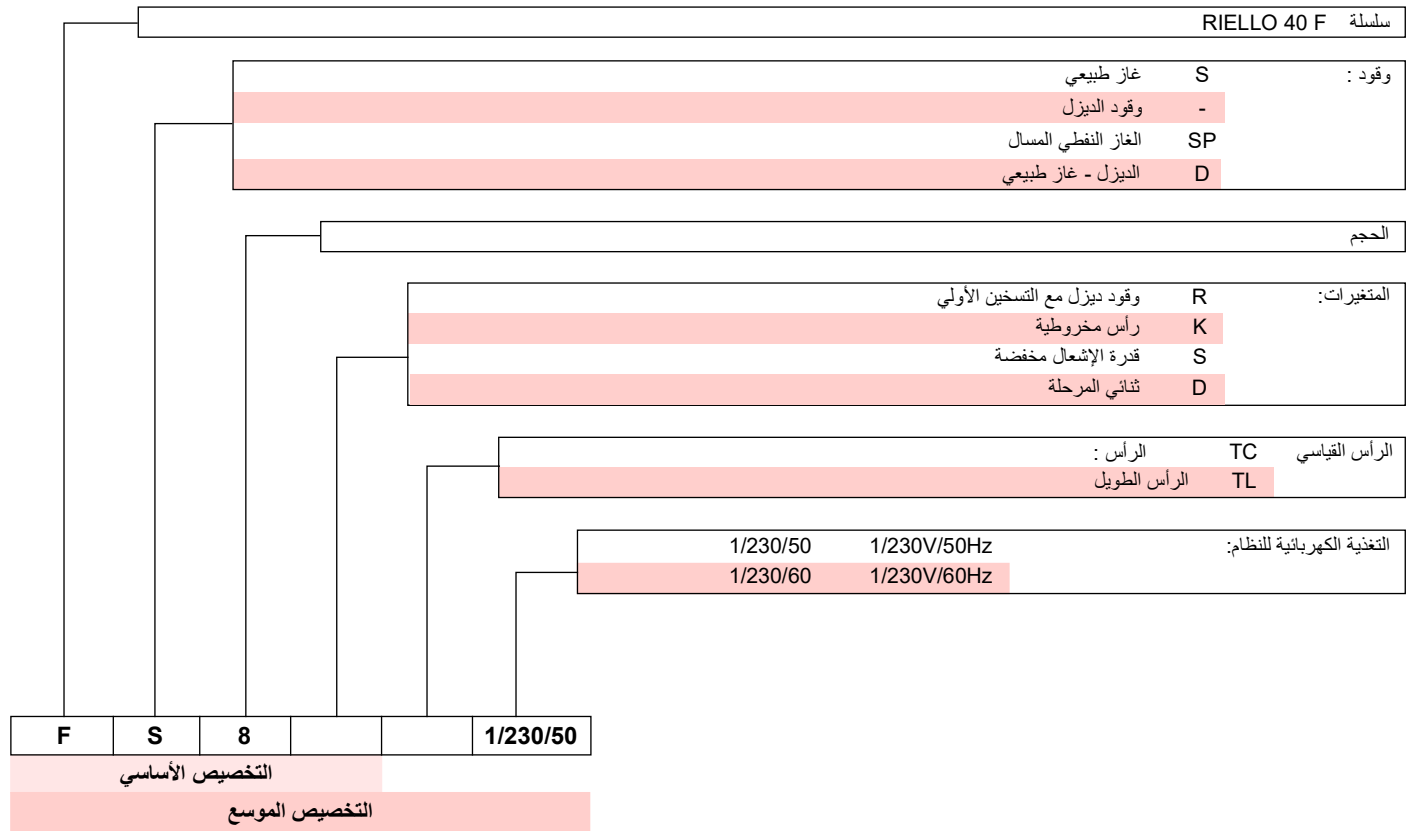 سلسلة RIELLO 40 F
وقود : S غاز طبيعي
- وقود الديزل
SP الغاز النفطي المسال
D الديزل - غاز طبيعي
الحجم
المتغيرات: R وقود ديزل مع التسخين الأولي
K رأس مخروطية
S قدرة الإشعال مخفضة
D ثنائي المرحلة
الرأس القياسي TC الرأس :
TL الرأس الطويل
التغذية الكهربائية للنظام: 1/230V/50Hz 1/230/50
1/230V/60Hz 1/230/60
F S 8 1/230/50
التخصيص الأساسي
التخصيص الموسع